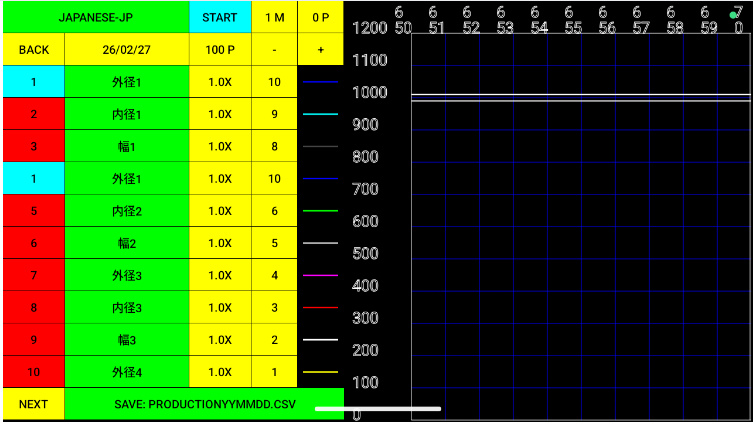 JAPANESE-JP START 1 M 0 P
BACK 26/02/27 100 P - +
1 外径1 1.0X 10
2 内径1 1.0X 9
3 幅1 1.0X 8
1 外径1 1.0X 10
5 内径2 1.0X 6
6 幅2 1.0X 5
7 外径3 1.0X 4
8 内径3 1.0X 3
9 幅3 1.0X 2
10 外径4 1.0X 1
NEXT SAVE: PRODUCTIONYYMMDD.CSV
6 6 6 6 6 6 6 6 6 6 7
50 51 52 53 54 55 56 57 58 59 0
1200
1100
1000
900
800
700
600
500
400
300
200
100
0